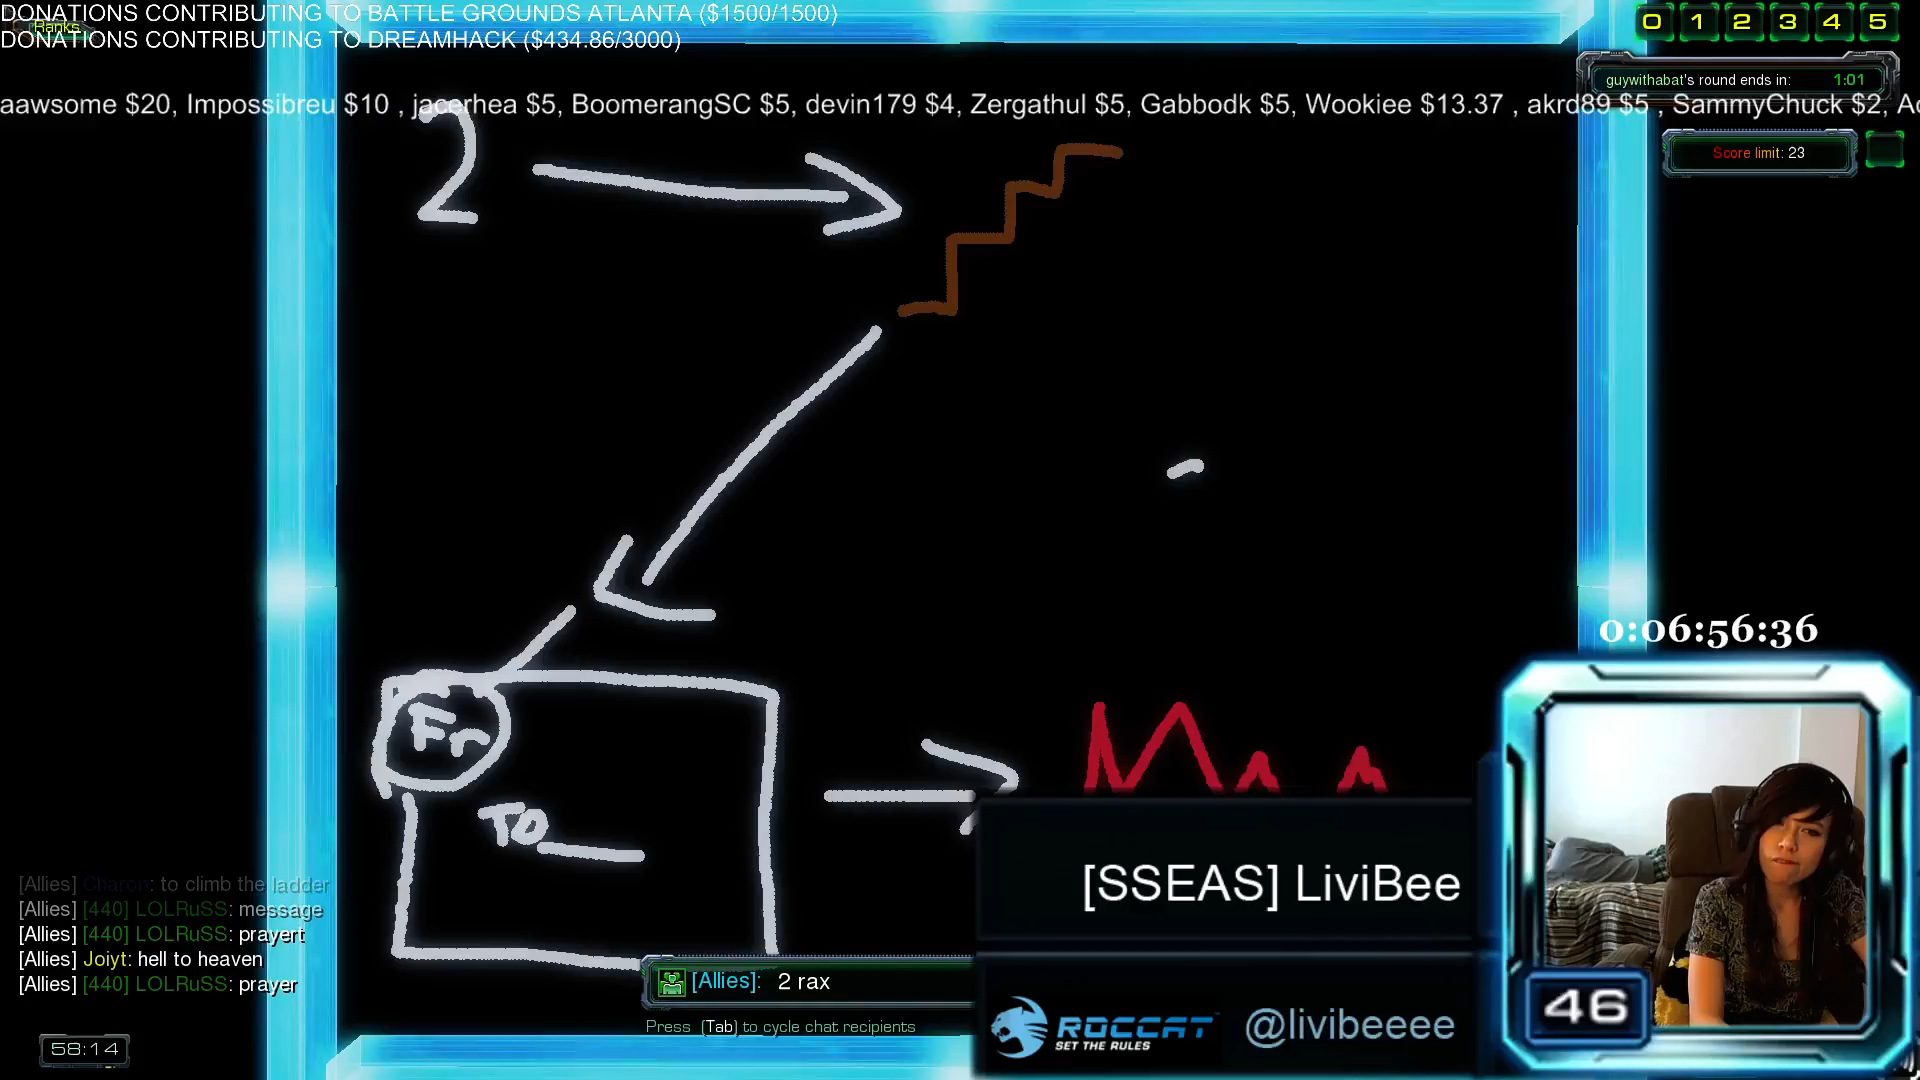 DONATIONS CONTRIBUTING TO BATTLE GROUNDS ATLANTA ($1500/1500)
Ranks
DONATIONS CONTRIBUTING TO DREAMHACK ($434.86/3000)
0 1 2 3 4 5
guywithabat's round ends in: 1:01
aawsome $20, Impossibreu $10 , jacerhea $5, BoomerangSC $5, devin179 $4, Zergathul $5, Gabbodk $5, Wookiee $13.37 , akrd89 $5 , SammyChuck $2,
Score limit: 23
2
0:06:56:36
Fr
TO
[Allies] Charon: to climb the ladder
[Allies] [440] LOLRuSS: message
[Allies] [440] LOLRuSS: prayert
[Allies] Joiyt: hell to heaven
[Allies] [440] LOLRuSS: prayer
[Allies]: 2 rax
Press (Tab) to cycle chat recipients
58:14
[SSEAS] LiviBee
ROCCAT
SET THE RULES
@livibeeee
46